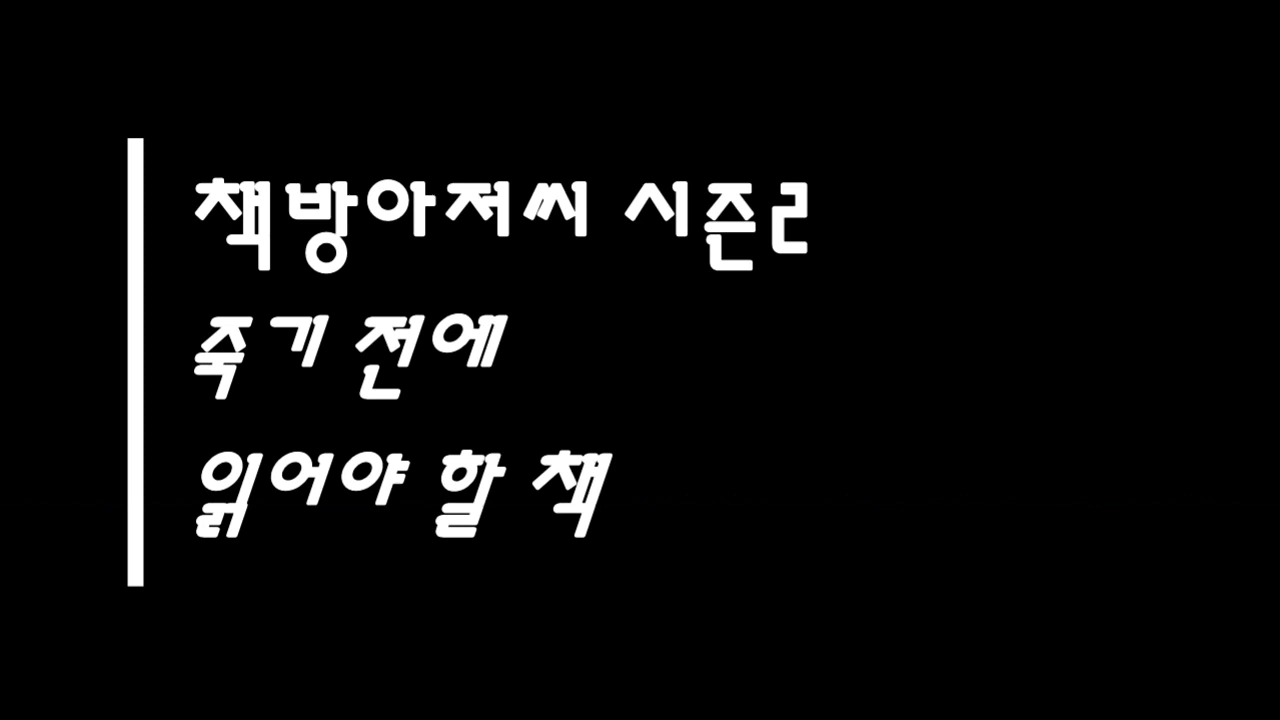 책방아저씨 시즌2
죽기 전에
읽어야 할 책